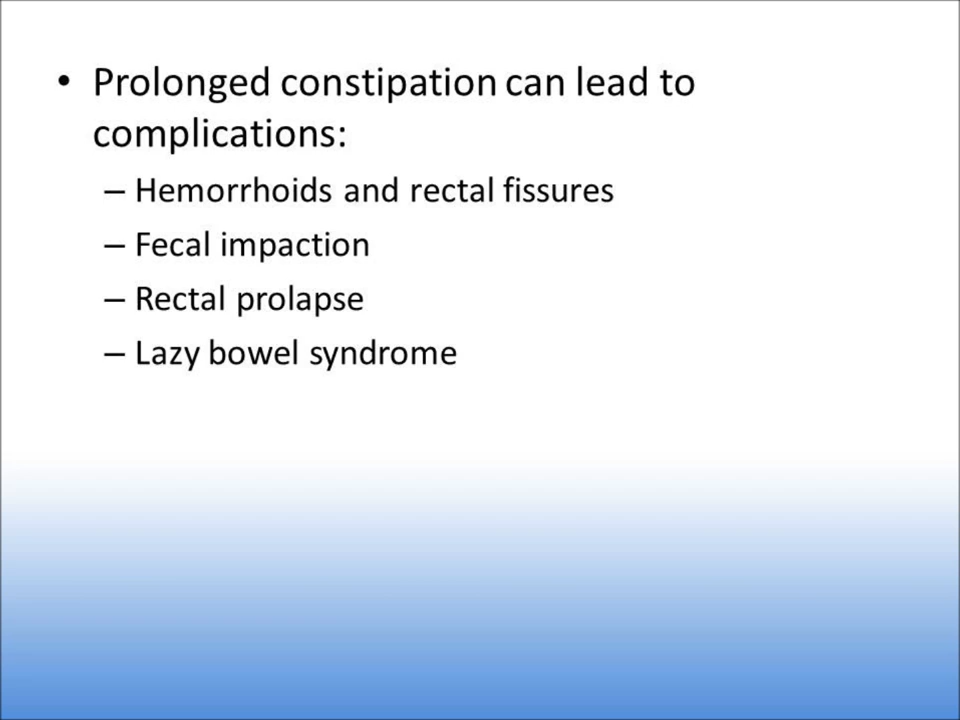 • Prolonged constipation can lead to
complications:
– Hemorrhoids and rectal fissures
– Fecal impaction
– Rectal prolapse
– Lazy bowel syndrome